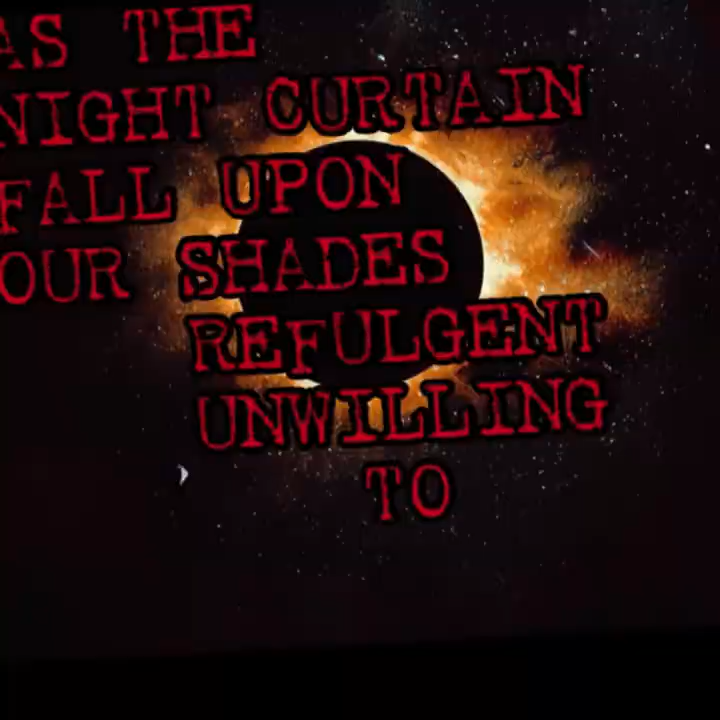 AS THE
NIGHT CURTAIN
FALL UPON
OUR SHADES
REFULGENT
UNWILLING
TO